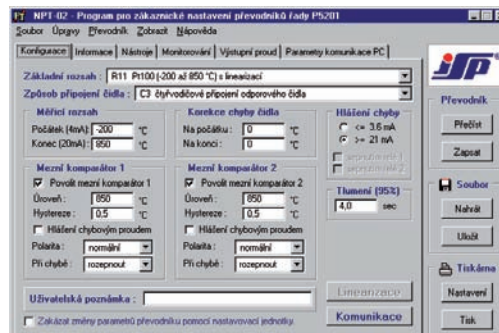 NPT-02 - Program pro zákaznické nastavení převodníků řady P5201
Soubor Úpravy Převodník Zobrazit Nápověda
Konfigurace Informace Nástroje Monitorování Výstupní proud Parametry komunikace PC
Základní rozsah : R11 Pt100 (-200 až 850 °C) s linearizací
Způsob připojení čidla : C3 čtyřvodičové připojení odporového čidla
Měřicí rozsah
Počátek (4mA): -200 °C
Konec (20mA): 850 °C
Korekce chyby čidla
Na počátku : 0 °C
Na konci : 0 °C
Hlášení chyby
<= 3.6 mA
>= 21 mA
Mezní komparátor 1
Povolit mezní komparátor 1
Úroveň : 850 °C
Hystereze : 0,5 °C
Hlášení chybovým proudem
Polarita : normální
Při chybě : rozepnout
Mezní komparátor 2
Povolit mezní komparátor 2
Úroveň : 850 °C
Hystereze : 0,5 °C
Hlášení chybovým proudem
Polarita : normální
Při chybě : rozepnout
Tlumení (95%)
4,0 sec
Uživatelská poznámka :
Zakázat změny parametrů převodníku pomocí nastavovací jednotky.
Linearizace
Komunikace
JSP
Převodník
Přečíst
Zapsat
Soubor
Nahrát
Uložit
Tiskárna
Nastavení
Tisk